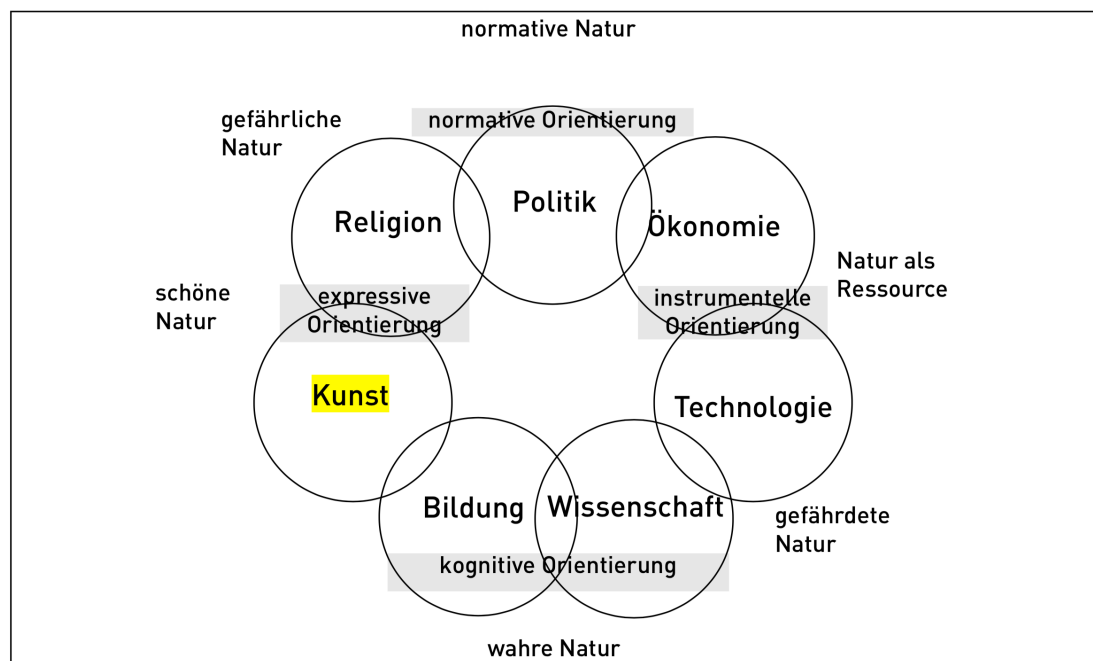 normative Natur
gefährliche
Natur
normative Orientierung
Religion
Politik
Ökonomie
schöne
Natur
expressive
Orientierung
instrumentelle
Orientierung
Natur als
Ressource
Kunst
Technologie
Bildung
Wissenschaft
gefährdete
Natur
kognitive Orientierung
wahre Natur